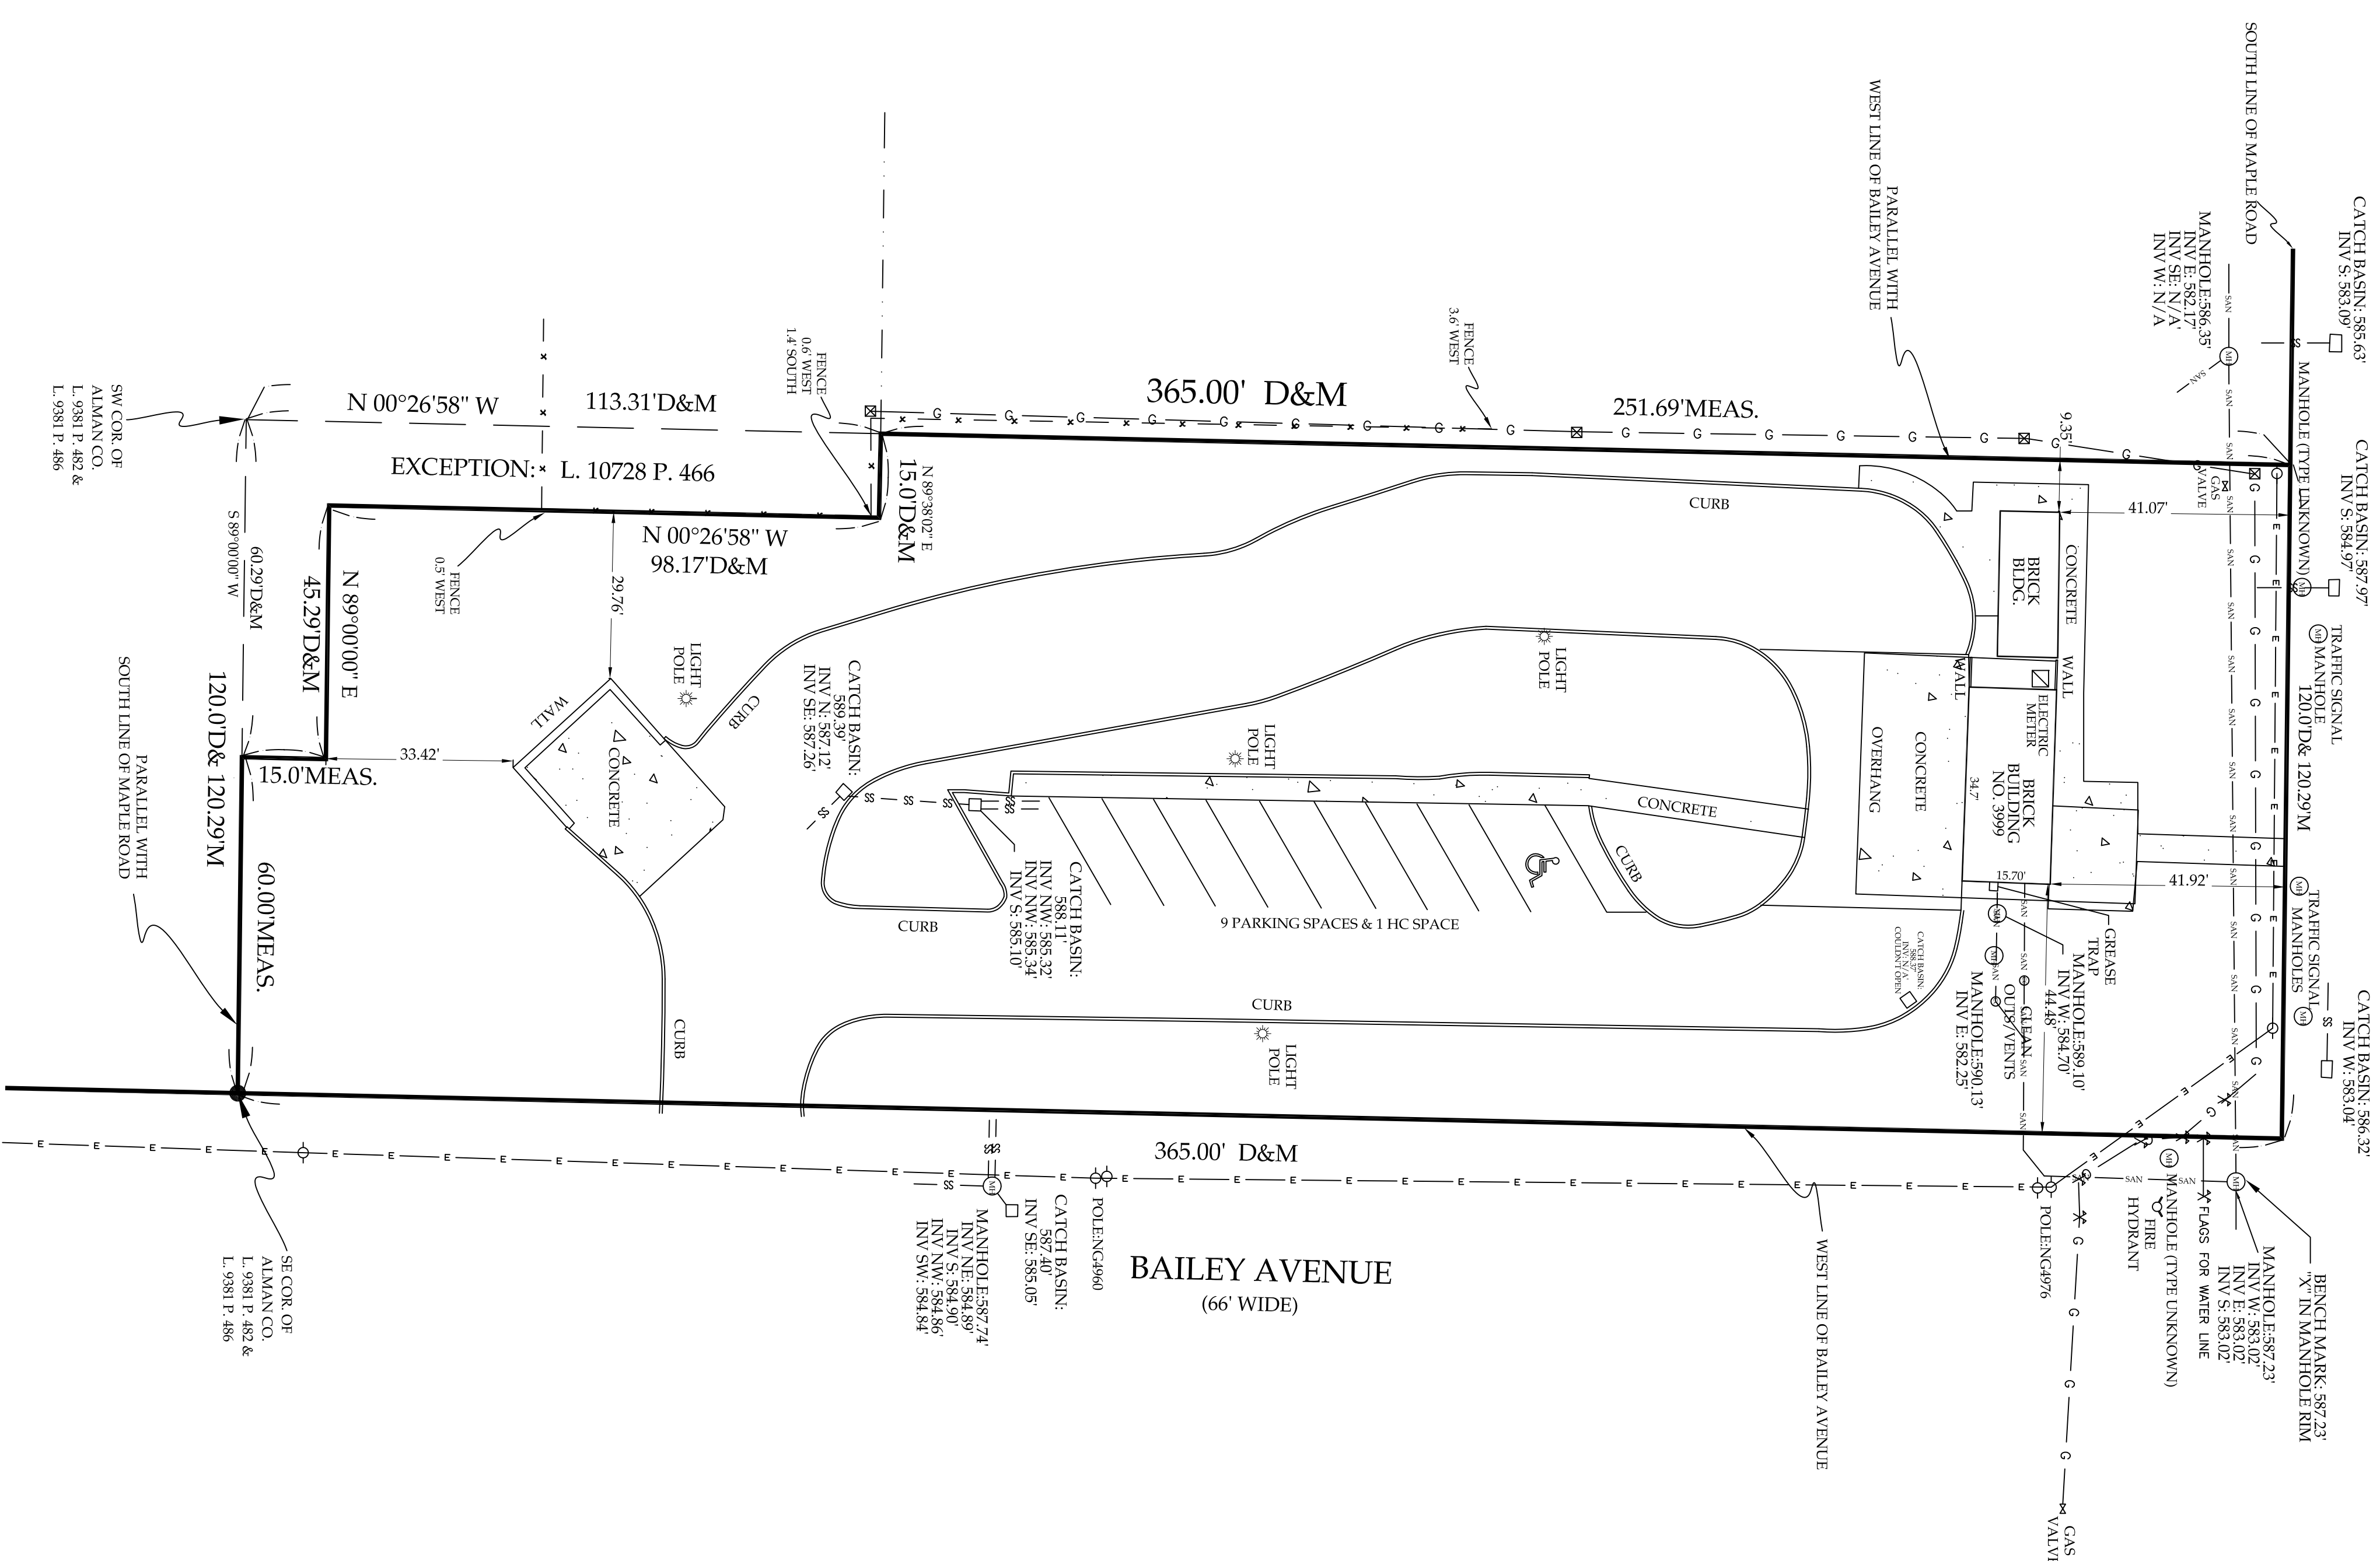 SOUTH LINE OF MAPLE ROAD
CATCH BASIN: 585.63'
INV S: 583.09'
MANHOLE:586.35'
INV E: 582.17'
INV SE: N/A'
INV W: N/A
PARALLEL WITH
WEST LINE OF BAILEY AVENUE
MANHOLE (TYPE UNKNOWN)
CATCH BASIN: 587.97'
INV S: 584.97'
TRAFFIC SIGNAL
MANHOLE
120.0'D& 120.29'M
TRAFFIC SIGNAL
MANHOLES
CATCH BASIN: 586.32'
INV W: 583.04'
GAS
VALVE
9.35'
41.07'
41.92'
44.48'
365.00' D&M
251.69'MEAS.
FENCE
3.6' WEST
FENCE
0.6' WEST
1.4' SOUTH
N 00°26'58" W
113.31'D&M
EXCEPTION:
L. 10728 P. 466
N 89°38'02" E
15.0'D&M
N 00°26'58" W
98.17'D&M
FENCE
0.5' WEST
29.76'
SW COR. OF
ALMAN CO.
L. 9381 P. 482 &
L. 9381 P. 486
60.29'D&M
S 89°00'00" W
N 89°00'00" E
45.29'D&M
15.0'MEAS.
33.42'
120.0'D& 120.29'M
60.00'MEAS.
PARALLEL WITH
SOUTH LINE OF MAPLE ROAD
SE COR. OF
ALMAN CO.
L. 9381 P. 482 &
L. 9381 P. 486
LIGHT
POLE
WALL
CONCRETE
CURB
CURB
CATCH BASIN:
589.39'
INV N: 587.12'
INV SE: 587.26'
CATCH BASIN:
588.11'
INV NW: 585.32'
INV NW: 585.34'
INV S: 585.10'
CURB
LIGHT
POLE
LIGHT
POLE
9 PARKING SPACES & 1 HC SPACE
CONCRETE
CURB
CURB
CURB
LIGHT
POLE
BRICK
BLDG.
CONCRETE
WALL
WALL
ELECTRIC
METER
OVERHANG
CONCRETE
34.7'
BRICK
BUILDING
NO. 3999
15.70'
CATCH BASIN:
588.37'
INV: N/A'
COULDN'T OPEN
GREASE
TRAP
MANHOLE:589.10'
INV W: 584.70'
CLEAN
OUTS/VENTS
MANHOLE:590.13'
INV E: 582.25'
365.00' D&M
BAILEY AVENUE
(66' WIDE)
POLE:NG4960
CATCH BASIN:
587.40'
INV SE: 585.05'
MANHOLE:587.74'
INV NE: 584.89'
INV S: 584.90'
INV NW: 584.86'
INV SW: 584.84'
WEST LINE OF BAILEY AVENUE
POLE:NG4976
FIRE
HYDRANT
MANHOLE (TYPE UNKNOWN)
FLAGS FOR WATER LINE
MANHOLE:587.23'
INV W: 583.02'
INV E: 583.02'
INV S: 583.02'
BENCH MARK: 587.23'
"X" IN MANHOLE RIM
GAS
VALVE